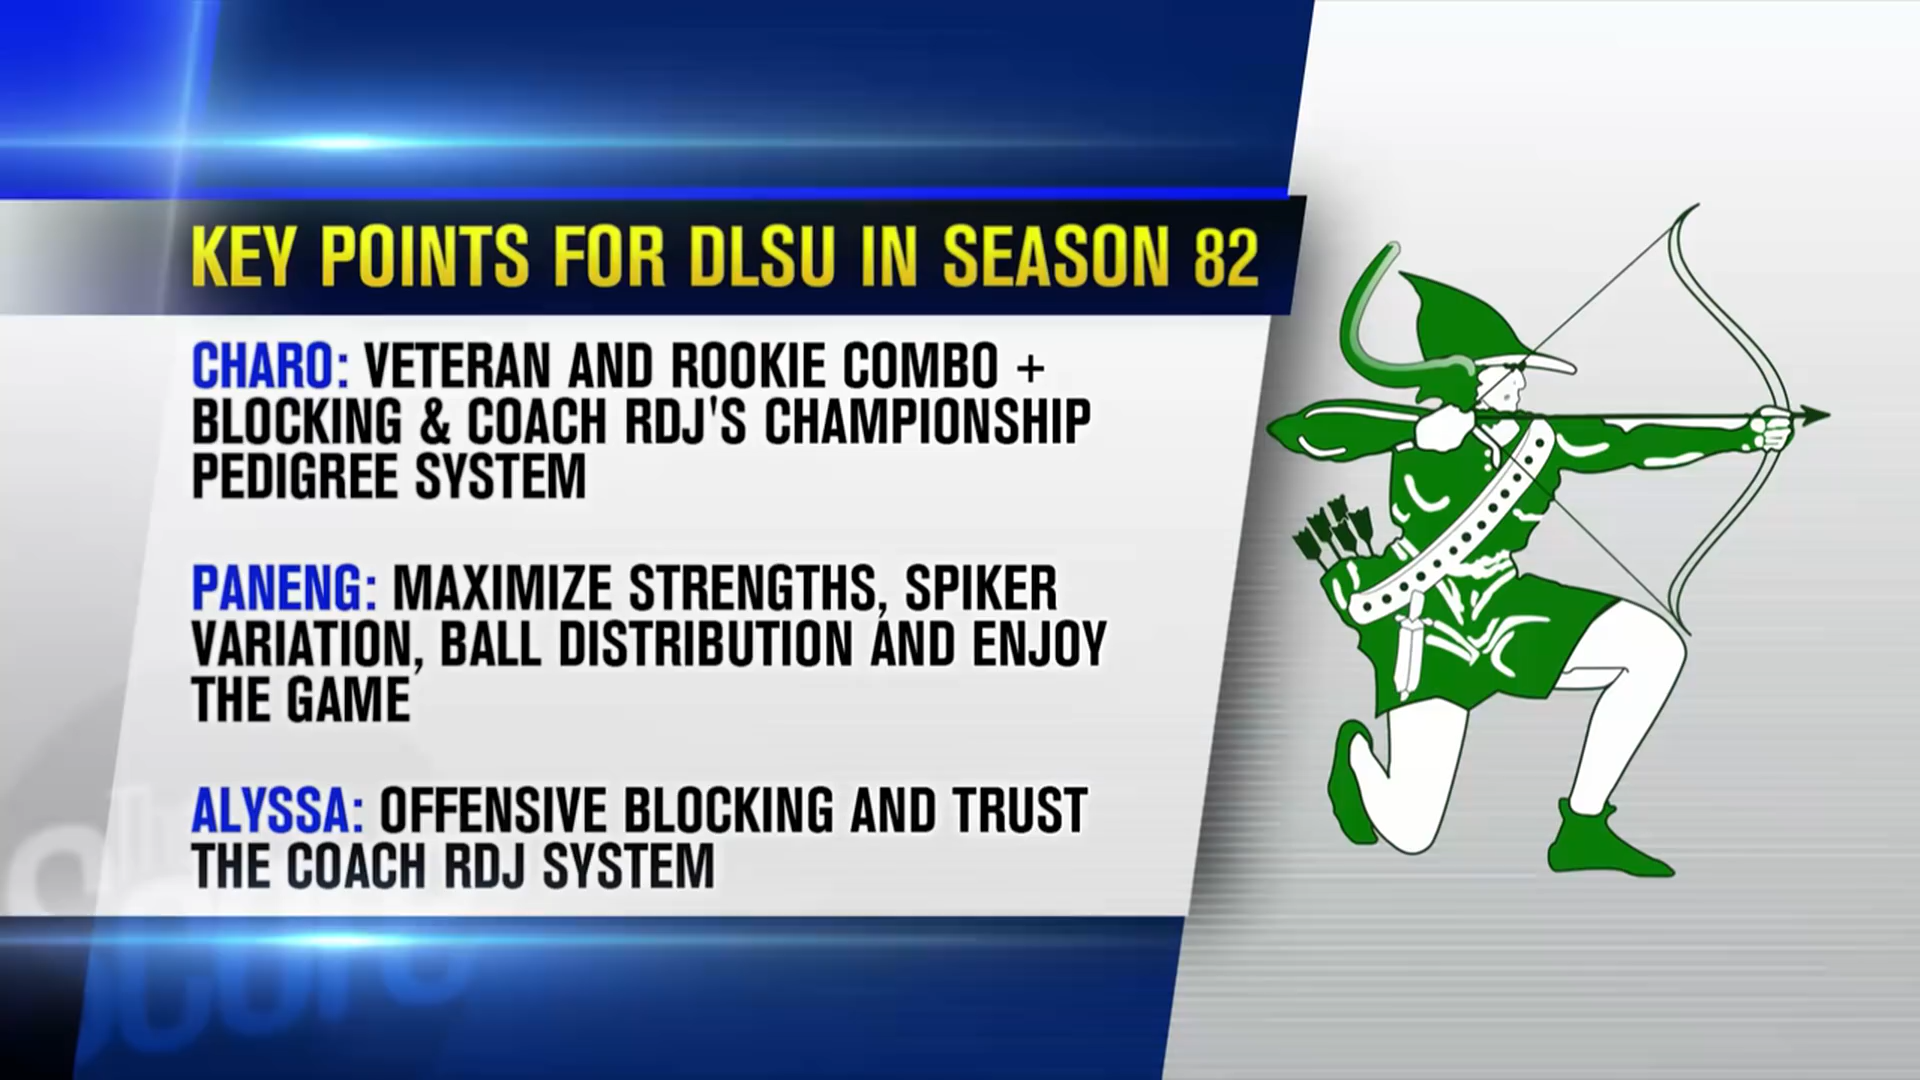 KEY POINTS FOR DLSU IN SEASON 82
CHARO: VETERAN AND ROOKIE COMBO +
BLOCKING & COACH RDJ'S CHAMPIONSHIP
PEDIGREE SYSTEM
PANENG: MAXIMIZE STRENGTHS, SPIKER
VARIATION, BALL DISTRIBUTION AND ENJOY
THE GAME
ALYSSA: OFFENSIVE BLOCKING AND TRUST
THE COACH RDJ SYSTEM